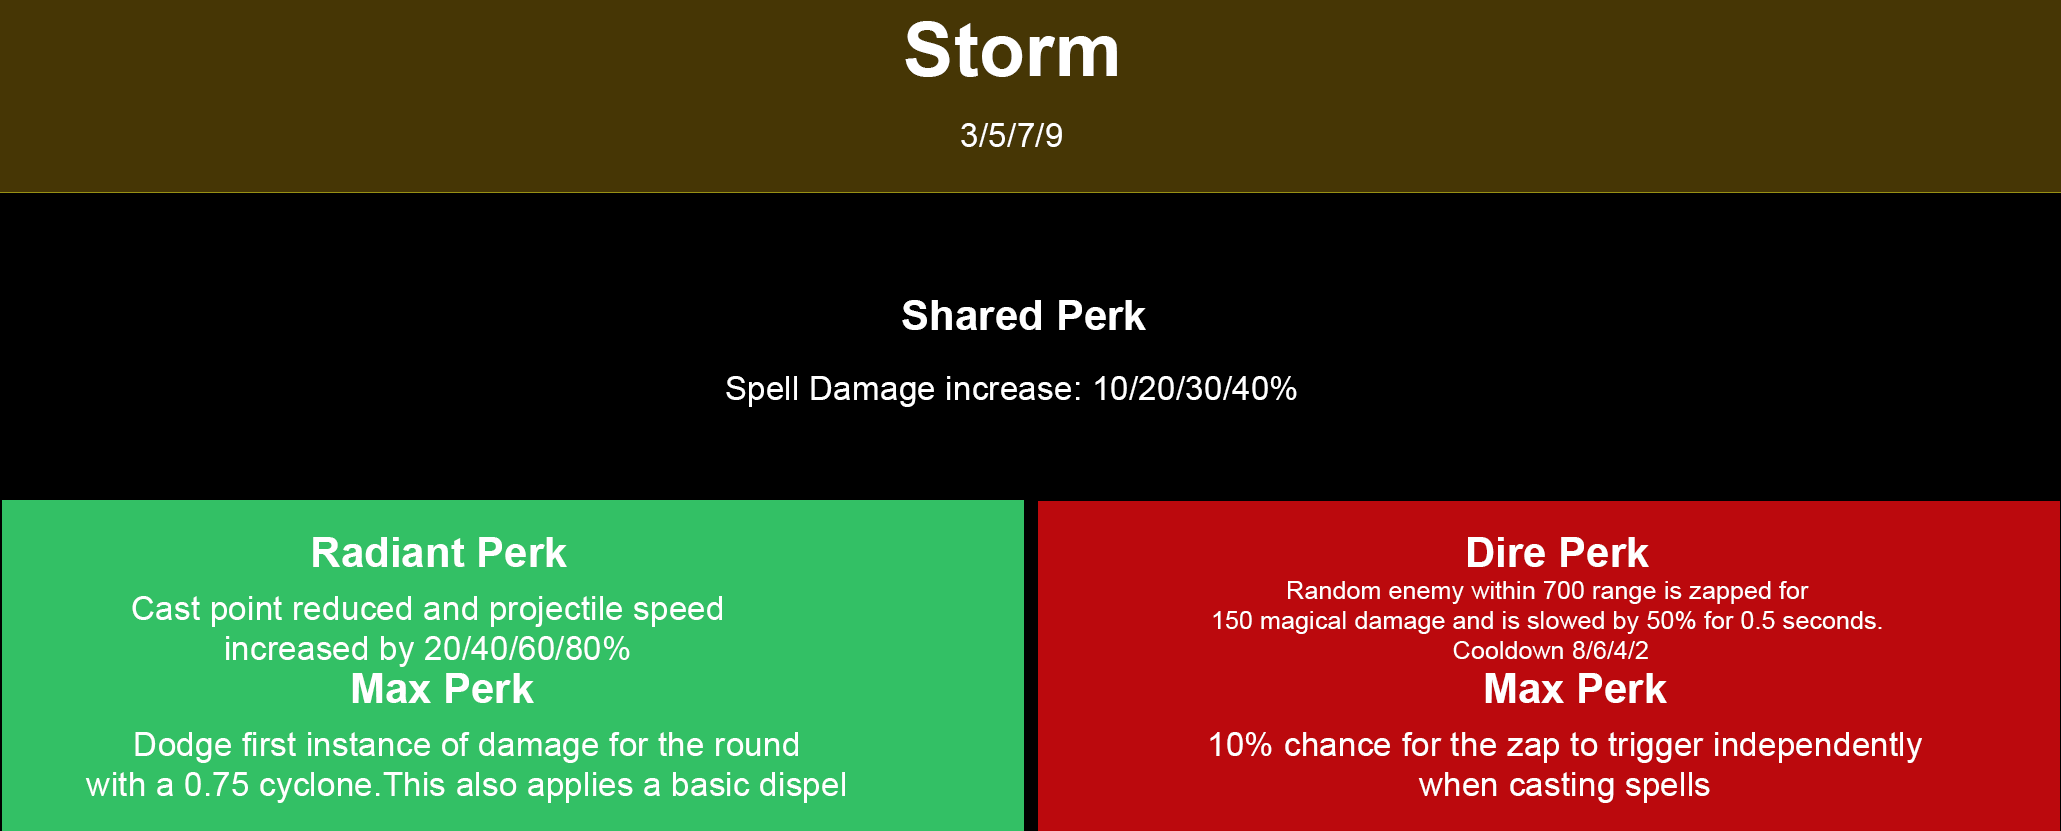 Storm
3/5/7/9
Shared Perk
Spell Damage increase: 10/20/30/40%
Radiant Perk
Cast point reduced and projectile speed
increased by 20/40/60/80%
Max Perk
Dodge first instance of damage for the round
with a 0.75 cyclone.This also applies a basic dispel
Dire Perk
Random enemy within 700 range is zapped for
150 magical damage and is slowed by 50% for 0.5 seconds.
Cooldown 8/6/4/2
Max Perk
10% chance for the zap to trigger independently
when casting spells